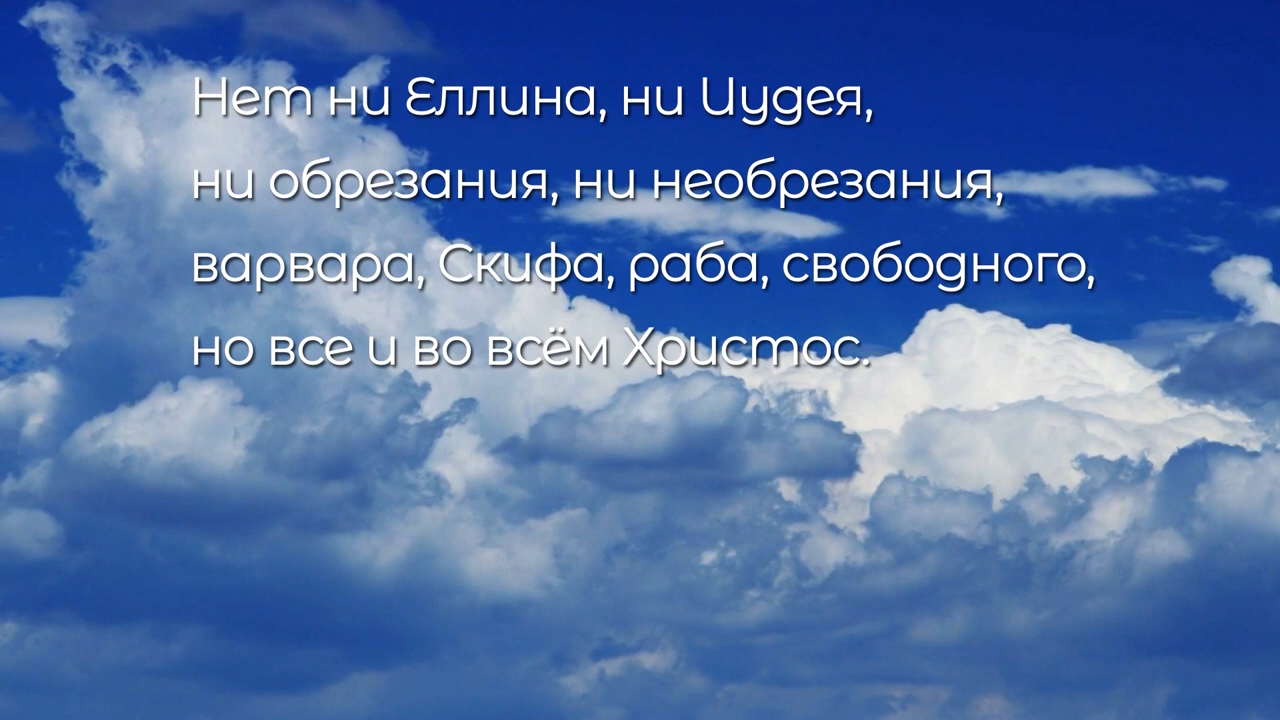 Нет ни Еллина, ни Иудея,
ни обрезания, ни необрезания,
варвара, Скифа, раба, свободного,
но все и во всём Христос.